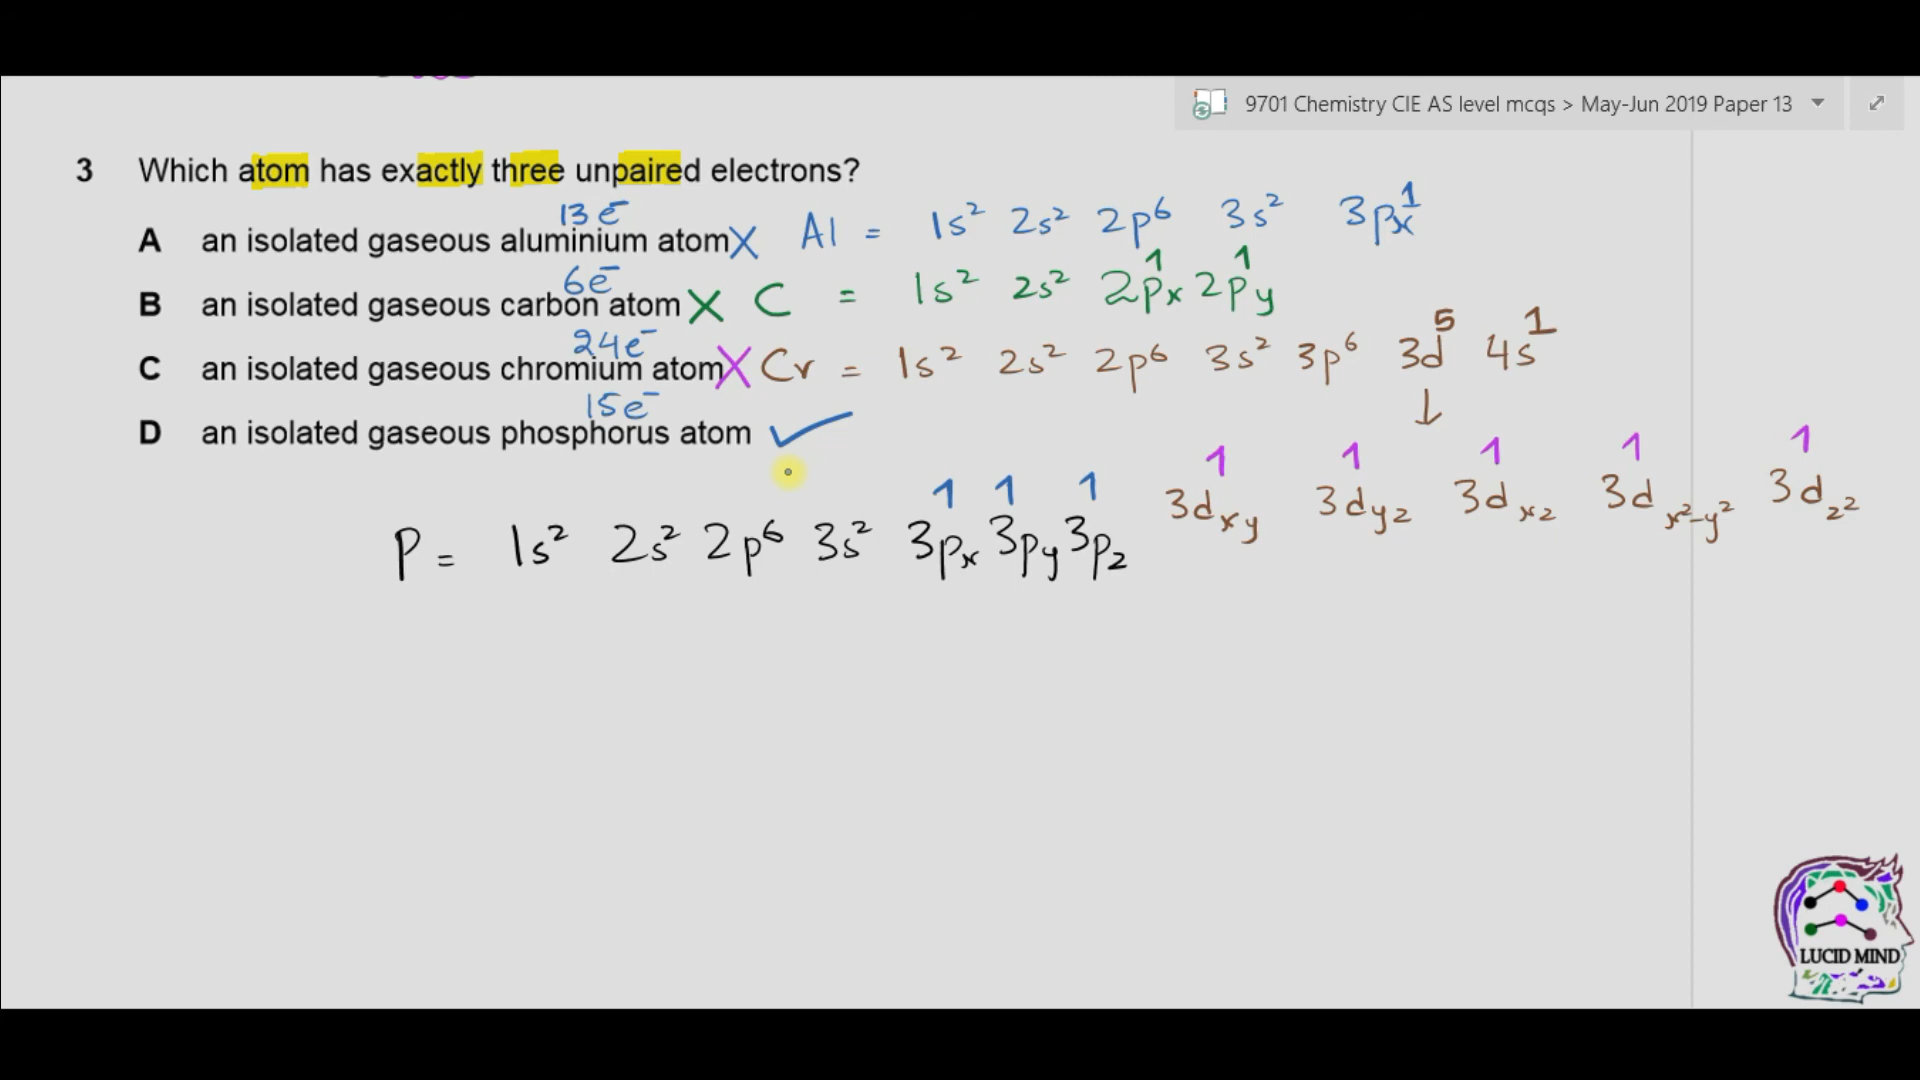 9701 Chemistry CIE AS level mcqs > May-Jun 2019 Paper 13
3 Which atom has exactly three unpaired electrons?
13 e⁻
A an isolated gaseous aluminium atom X Al = 1s² 2s² 2p⁶ 3s² 3px¹
6e⁻
B an isolated gaseous carbon atom X C = 1s² 2s² 2px¹ 2py¹
24e⁻
C an isolated gaseous chromium atom X Cr = 1s² 2s² 2p⁶ 3s² 3p⁶ 3d⁵ 4s¹
15e⁻
D an isolated gaseous phosphorus atom ✓
↓
1 1 1 1 1
3dxy 3dyz 3dxz 3dx²-y² 3dz²
1 1 1
P = 1s² 2s² 2p⁶ 3s² 3px 3py 3pz
LUCID MIND